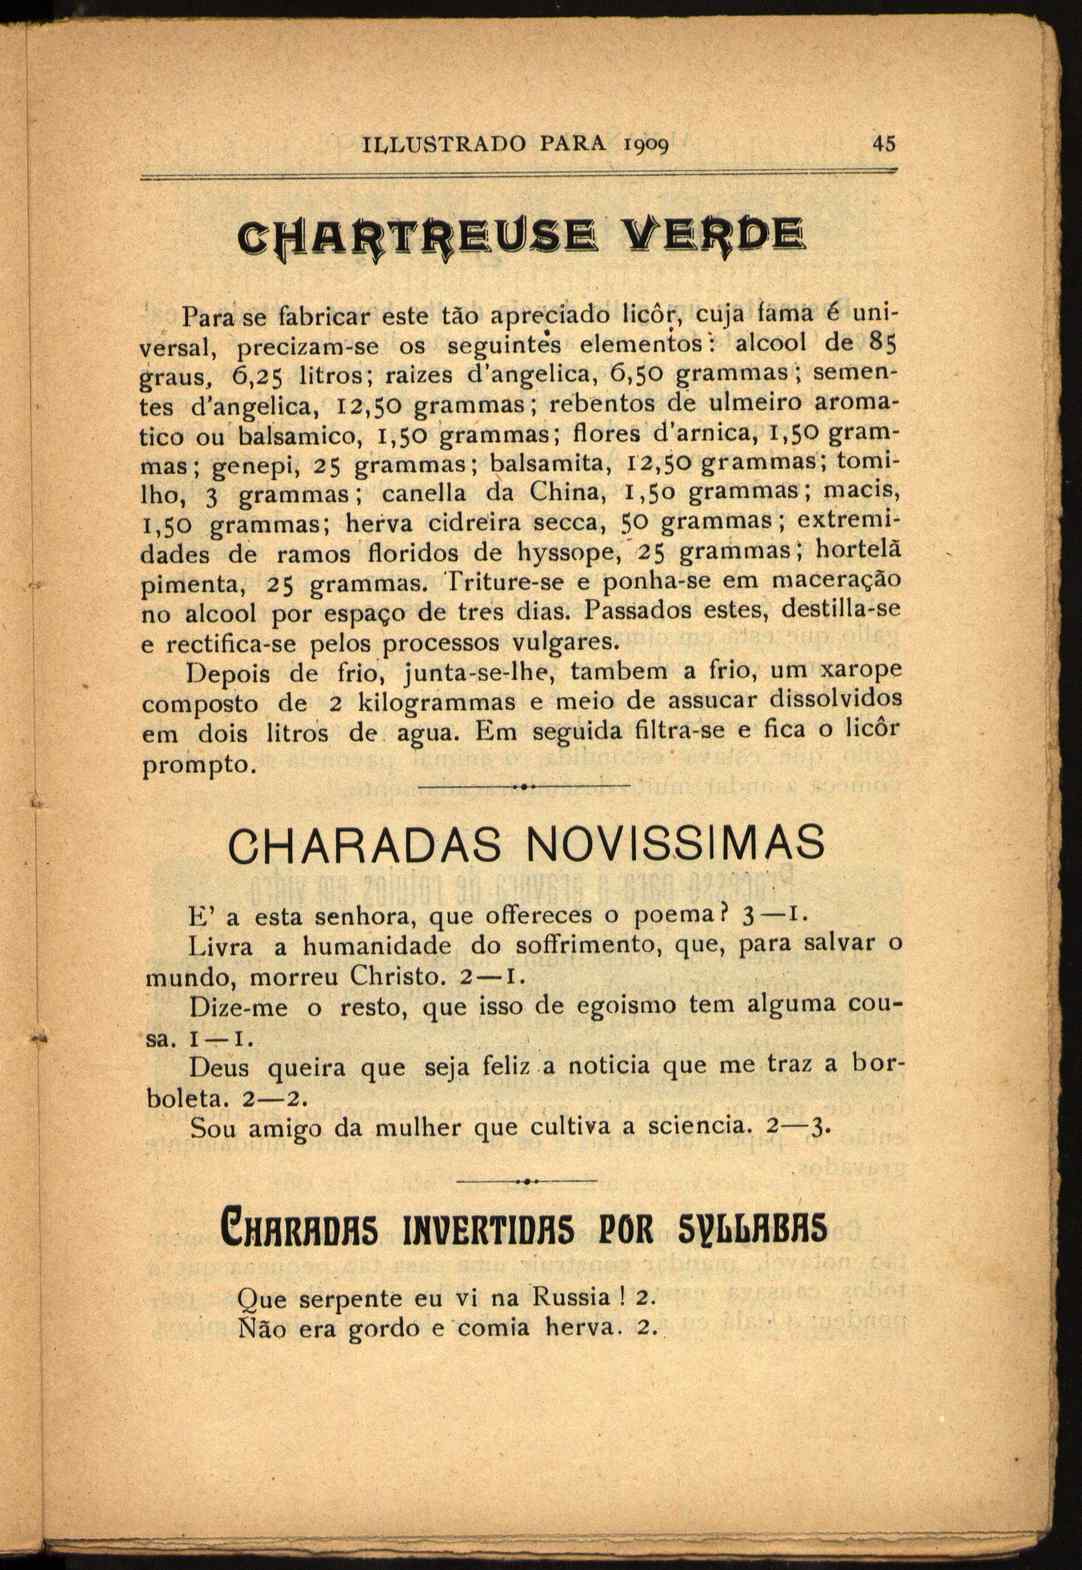 ILLUSTRADO PARA 1909 45
CHARTREUSE VERDE
Para se fabricar este tão apreciado licôr, cuja fama é uni-
versal, precizam-se os seguintes elementos: alcool de 85
graus, 6,25 litros; raizes d'angelica, 6,50 grammas; semen-
tes d'angelica, 12,50 grammas; rebentos de ulmeiro aroma-
tico ou balsamico, 1,50 grammas; flores d'arnica, 1,50 gram-
mas; genepi, 25 grammas; balsamita, 12,50 grammas; tomi-
lho, 3 grammas; canella da China, 1,50 grammas; macis,
1,50 grammas; herva cidreira secca, 50 grammas; extremi-
dades de ramos floridos de hyssope, 25 grammas; hortelã
pimenta, 25 grammas. Triture-se e ponha-se em maceração
no alcool por espaço de tres dias. Passados estes, destilla-se
e rectifica-se pelos processos vulgares.
Depois de frio, junta-se-lhe, tambem a frio, um xarope
composto de 2 kilogrammas e meio de assucar dissolvidos
em dois litros de agua. Em seguida filtra-se e fica o licôr
prompto.
CHARADAS NOVISSIMAS
E' a esta senhora, que offereces o poema? 3—1.
Livra a humanidade do soffrimento, que, para salvar o
mundo, morreu Christo. 2—1.
Dize-me o resto, que isso de egoismo tem alguma cou-
sa. 1—1.
Deus queira que seja feliz a noticia que me traz a bor-
boleta. 2—2.
Sou amigo da mulher que cultiva a sciencia. 2—3.
CHARADAS INVERTIDAS POR SYLLABAS
Que serpente eu vi na Russia! 2.
Não era gordo e comia herva. 2.